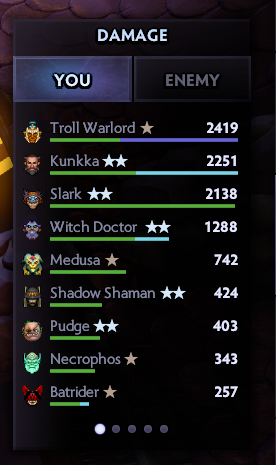 DAMAGE
YOU ENEMY
Troll Warlord 2419
Kunkka 2251
Slark 2138
Witch Doctor 1288
Medusa 742
Shadow Shaman 424
Pudge 403
Necrophos 343
Batrider 257